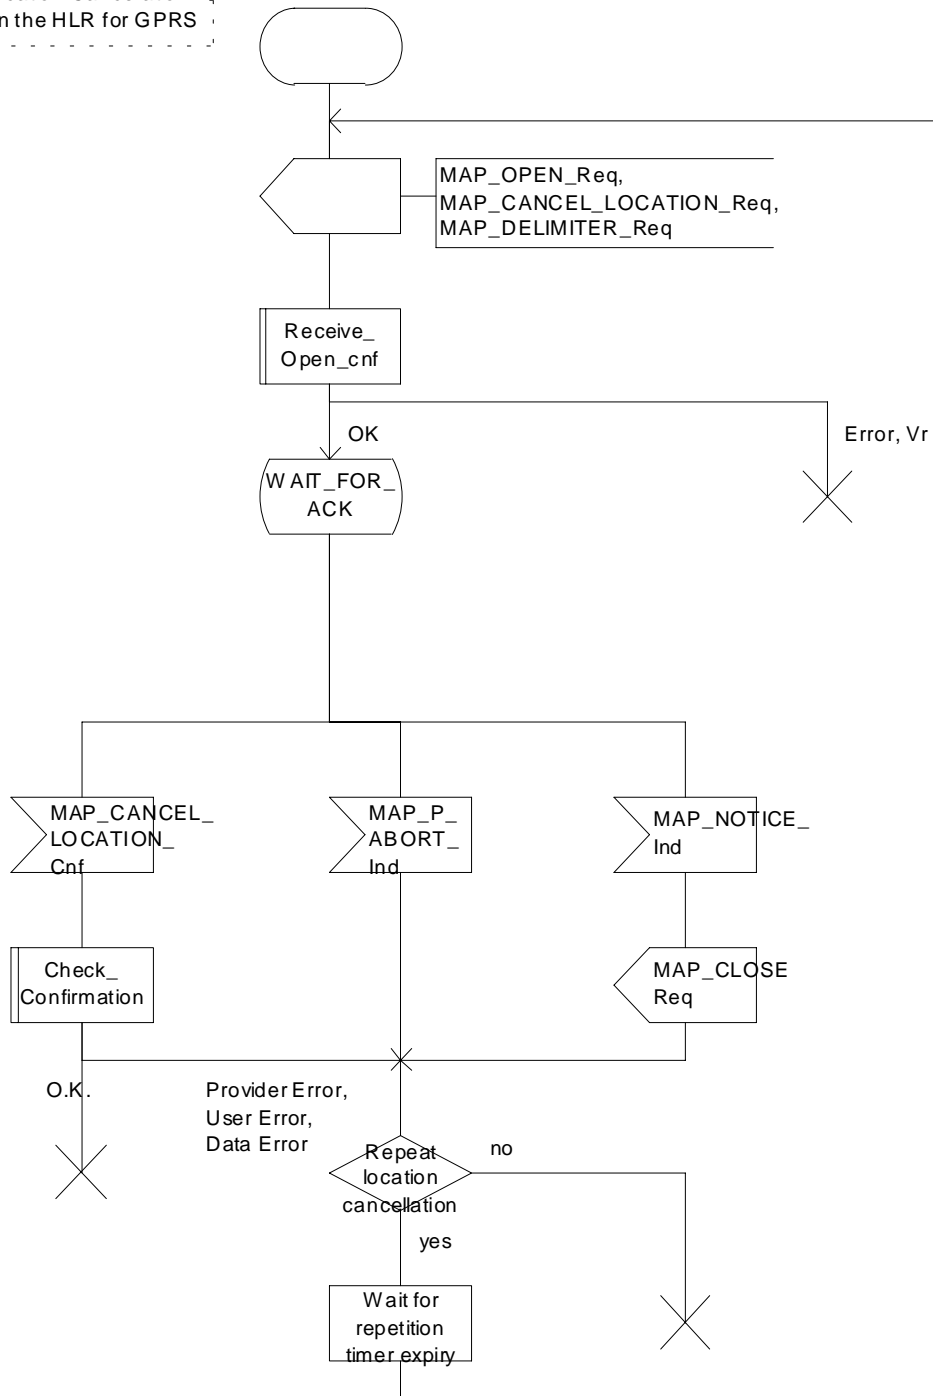 n the HLR for GPRS
MAP_OPEN_Req,
MAP_CANCEL_LOCATION_Req,
MAP_DELIMITER_Req
Receive_
Open_cnf
OK
Error, Vr
WAIT_FOR_
ACK
MAP_CANCEL_
LOCATION_
Cnf
MAP_P_
ABORT_
Ind
MAP_NOTICE_
Ind
Check_
Confirmation
MAP_CLOSE
Req
O.K.
Provider Error,
User Error,
Data Error
Repeat
location
cancellation
no
yes
Wait for
repetition
timer expiry